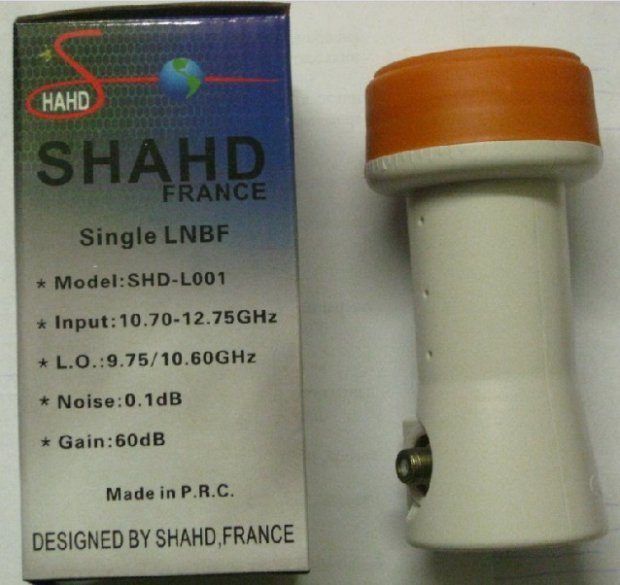 HAHD
SHAHD
FRANCE
Single LNBF
* Model:SHD-L001
* Input:10.70-12.75GHz
* L.O.:9.75/10.60GHz
* Noise:0.1dB
* Gain:60dB
Made in P.R.C.
DESIGNED BY SHAHD,FRANCE